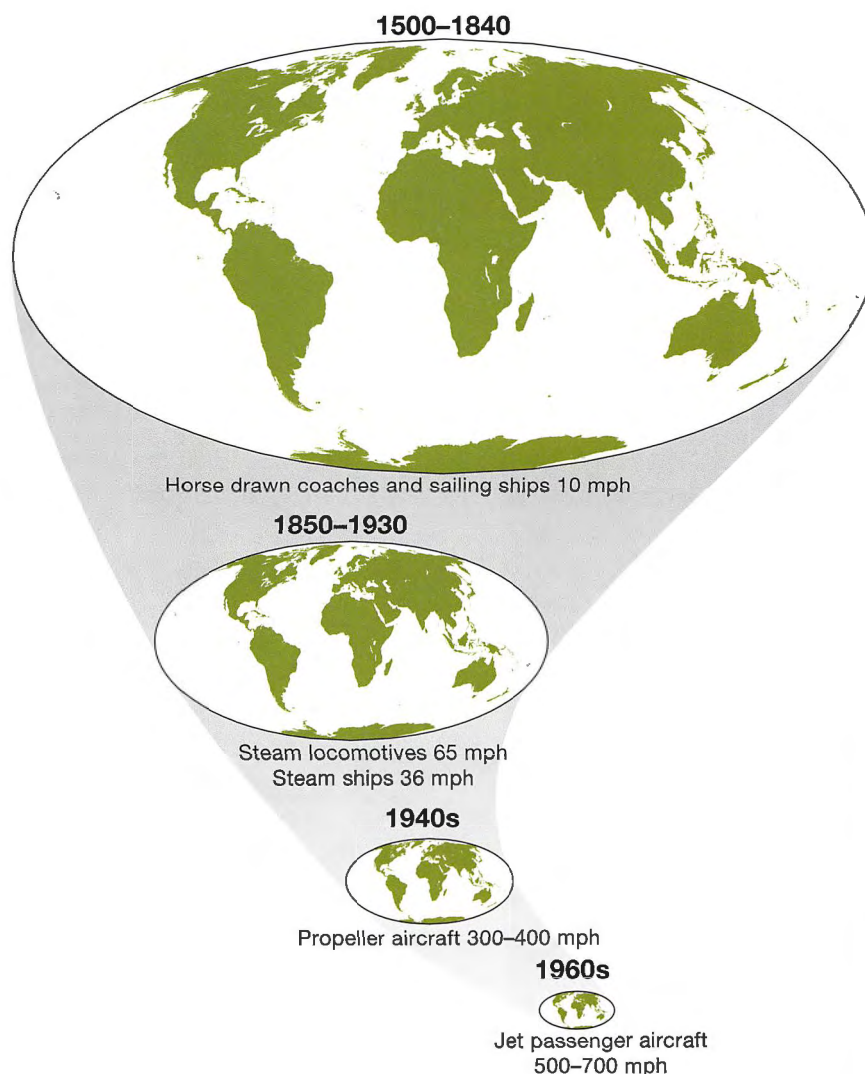 1500–1840
Horse drawn coaches and sailing ships 10 mph
1850–1930
Steam locomotives 65 mph
Steam ships 36 mph
1940s
Propeller aircraft 300–400 mph
1960s
Jet passenger aircraft
500–700 mph